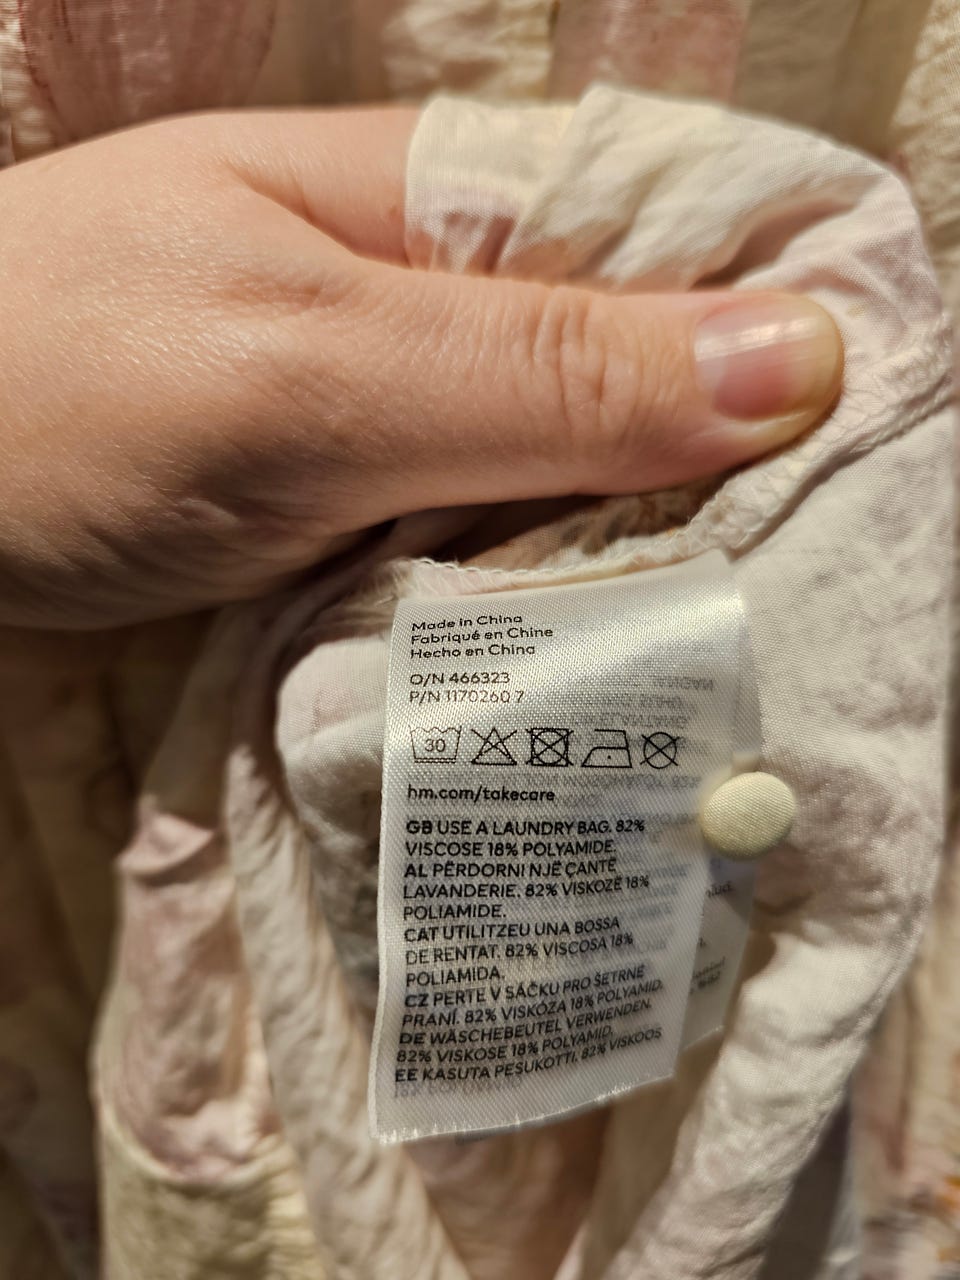 Made in China
Fabriqué en Chine
Hecho en China
O/N 466323
P/N 1170260 7
30
hm.com/takecare
GB USE A LAUNDRY BAG. 82%
VISCOSE 18% POLYAMIDE.
AL PËRDORNI NJË ÇANTË
LAVANDERIE. 82% VISKOZË 18%
POLIAMIDE.
CAT UTILITZEU UNA BOSSA
DE RENTAT. 82% VISCOSA 18%
POLIAMIDA.
CZ PERTE V SÁČKU PRO ŠETRNÉ
PRANÍ. 82% VISKÓZA 18% POLYAMID.
DE WÄSCHEBEUTEL VERWENDEN.
82% VISKOSE 18% POLYAMID.
EE KASUTA PESUKOTTI. 82% VISKOOS